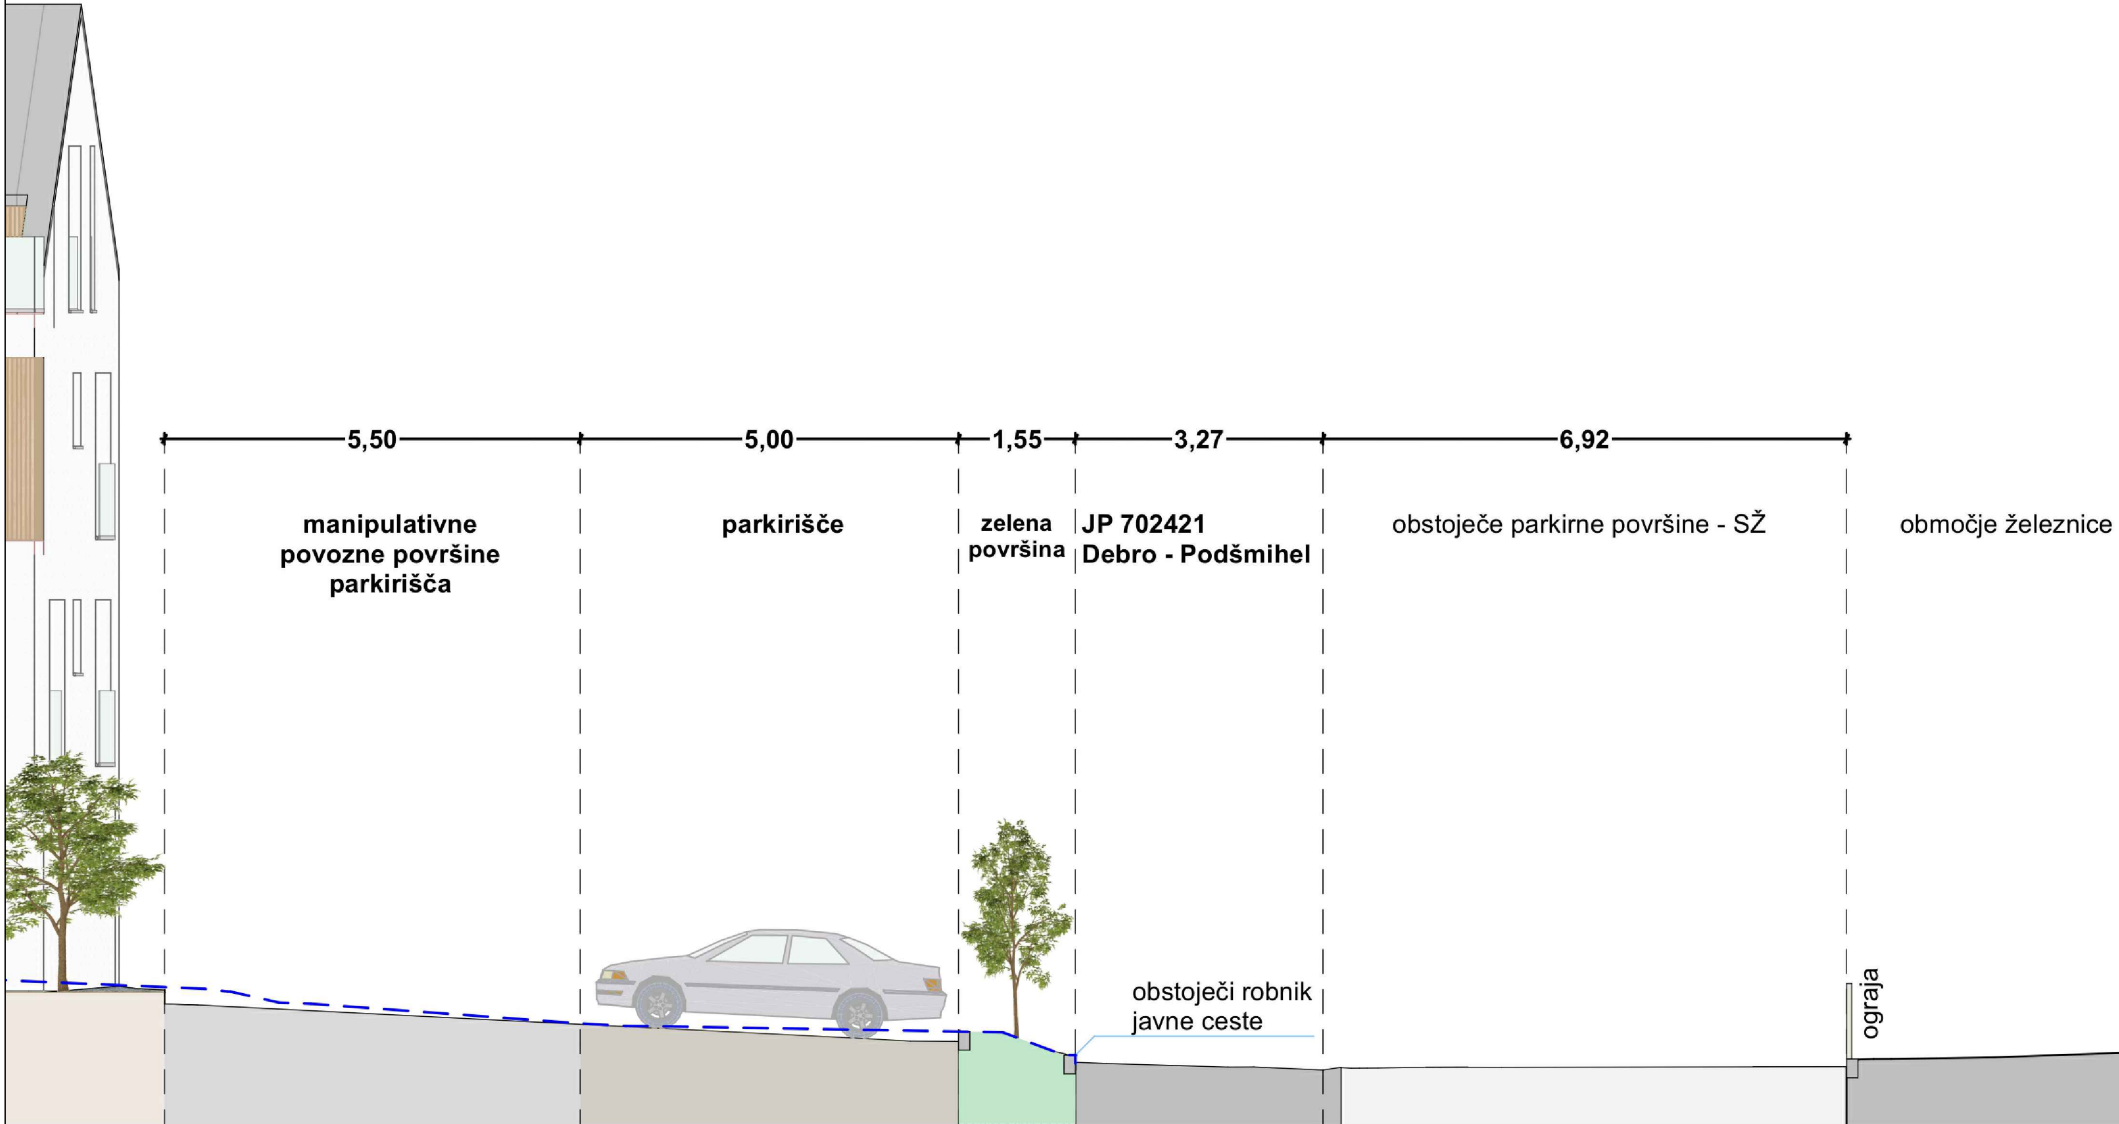 5,50
5,00
1,55
3,27
6,92
manipulativne
povozne površine
parkirišča
parkirišče
zelena
površina
JP 702421
Debro - Podšmihel
obstoječe parkirne površine - SŽ
območje železnice
obstoječi robnik
javne ceste
ograja